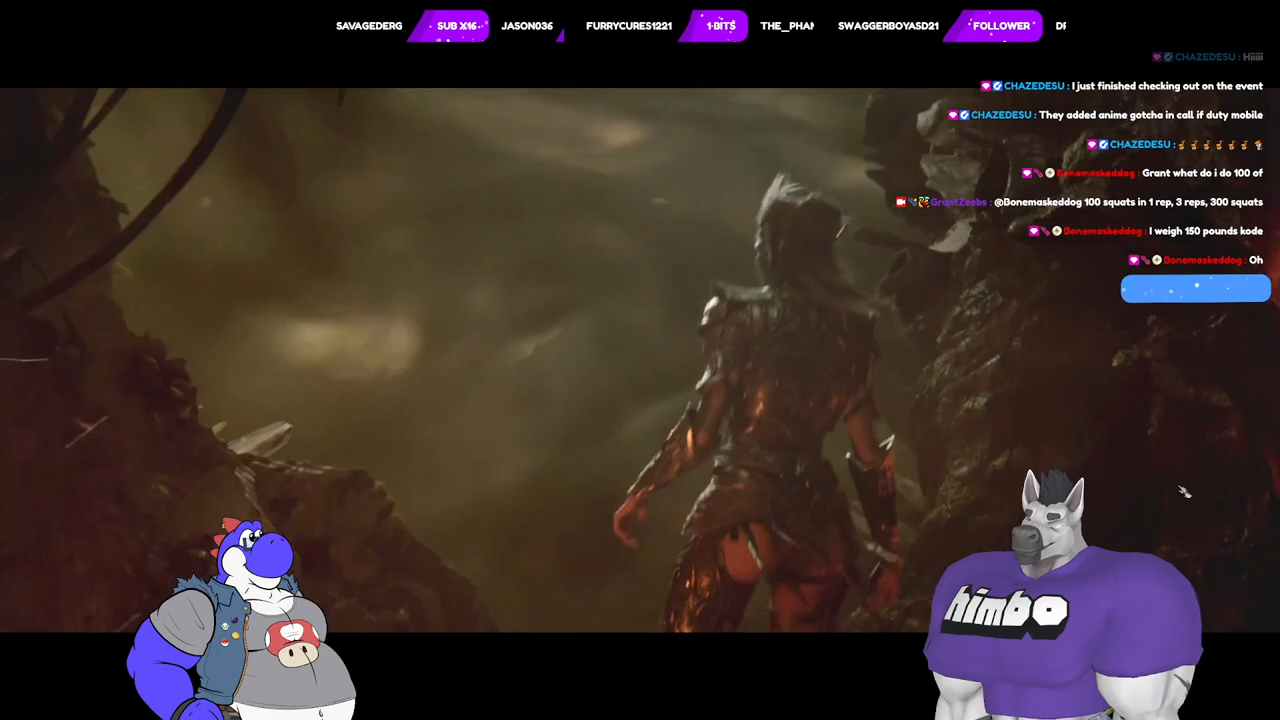 SAVAGEDERG SUB X16 JASON036 FURRYCURES1221 1 BITS THE_PHAN SWAGGERBOYASD21 FOLLOWER
CHAZEDESU : Hiiiii
CHAZEDESU : I just finished checking out on the event
CHAZEDESU : They added anime gotcha in call if duty mobile
CHAZEDESU :
Bonemaskeddog : Grant what do i do 100 of
GrantZeebs : @Bonemaskeddog 100 squats in 1 rep, 3 reps, 300 squats
Bonemaskeddog : I weigh 150 pounds kode
Bonemaskeddog : Oh
himbo